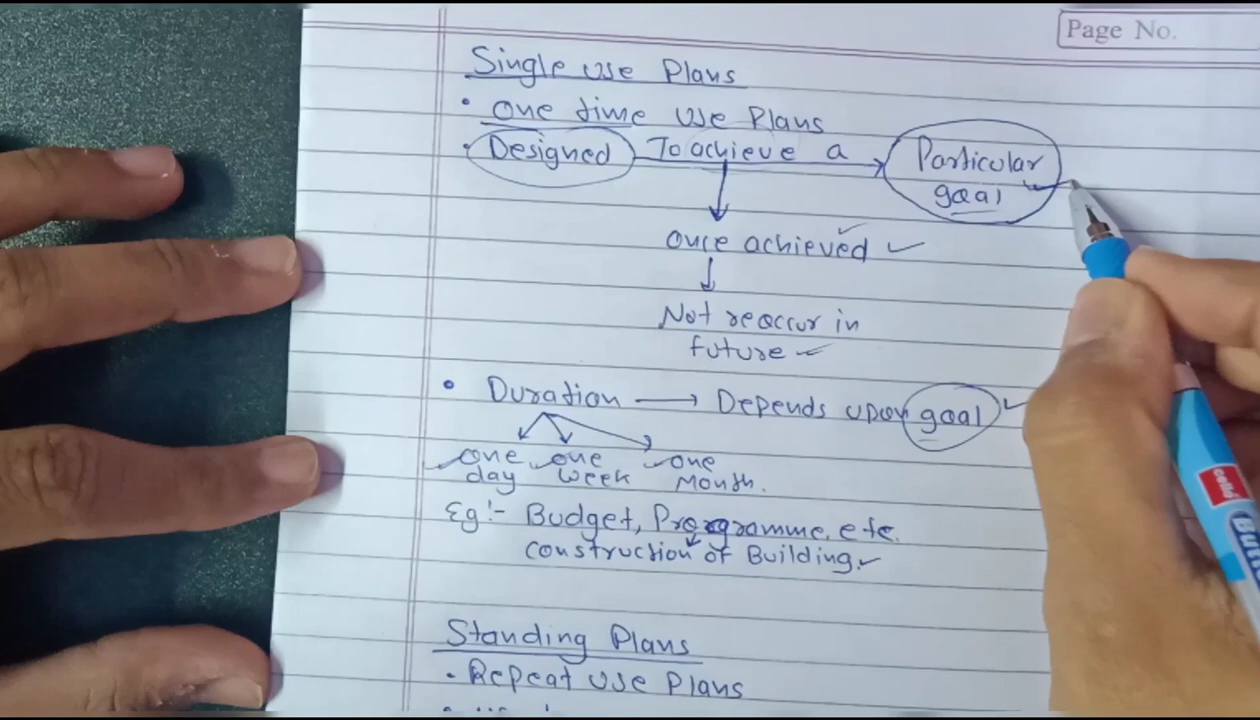 Page No.
Single Use Plans
• One time Use Plans
• Designed To achieve a → Particular
goal
Once achieved
Not reoccur in
future
• Duration → Depends upon goal
one one one
day week Month.
Eg:- Budget, Programme, etc.
Construction of Building.
Standing Plans
• Repeat Use Plans
cello
Butter